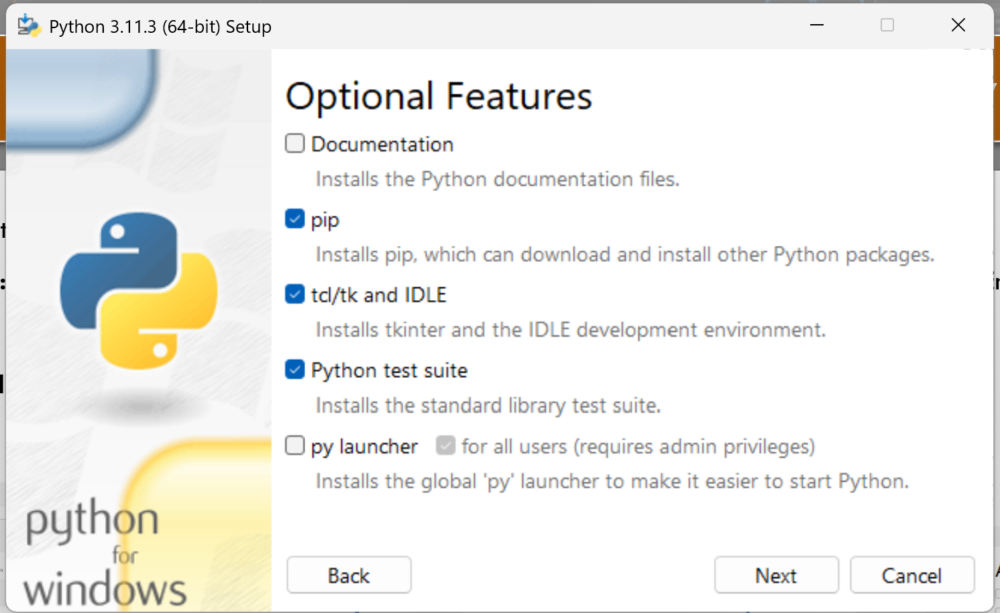 Python 3.11.3 (64-bit) Setup
Optional Features
Documentation
Installs the Python documentation files.
pip
Installs pip, which can download and install other Python packages.
tcl/tk and IDLE
Installs tkinter and the IDLE development environment.
Python test suite
Installs the standard library test suite.
py launcher for all users (requires admin privileges)
Installs the global 'py' launcher to make it easier to start Python.
python
for
windows
Back Next Cancel